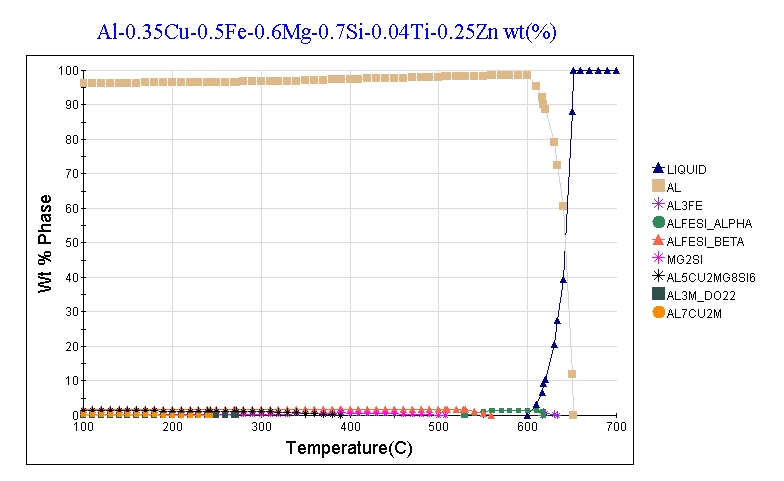 Al-0.35Cu-0.5Fe-0.6Mg-0.7Si-0.04Ti-0.25Zn wt(%)
100
90
80
70
60
50
40
30
20
10
0
Wt % Phase
100 200 300 400 500 600 700
Temperature(C)
LIQUID
AL
AL3FE
ALFESI_ALPHA
ALFESI_BETA
MG2SI
AL5CU2MG8SI6
AL3M_DO22
AL7CU2M